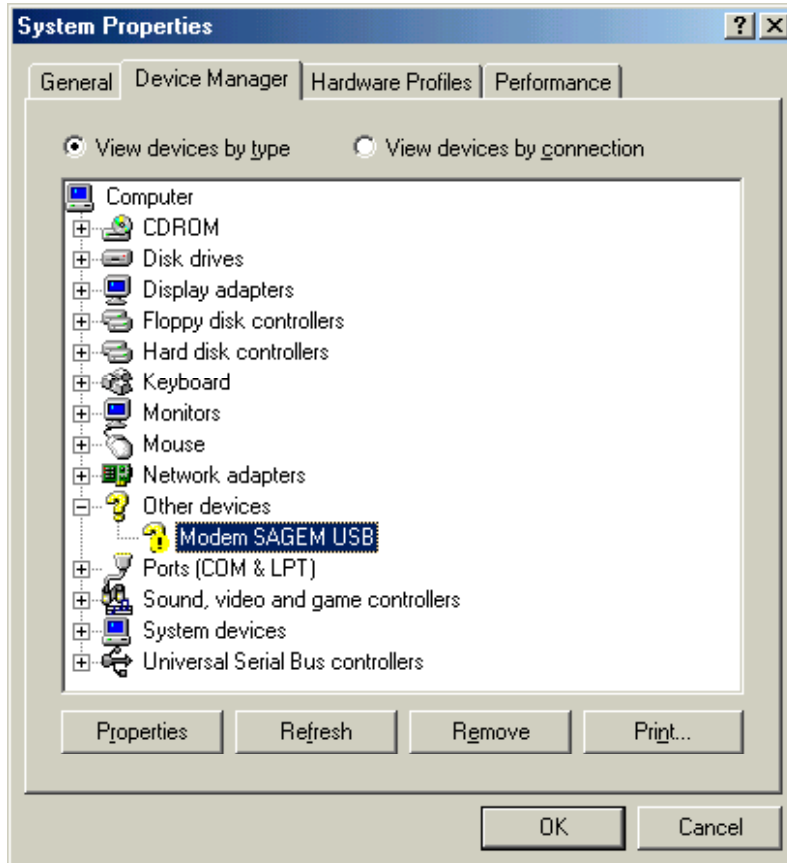 System Properties
General Device Manager Hardware Profiles Performance
View devices by type View devices by connection
Computer
CDROM
Disk drives
Display adapters
Floppy disk controllers
Hard disk controllers
Keyboard
Monitors
Mouse
Network adapters
Other devices
Modem SAGEM USB
Ports (COM & LPT)
Sound, video and game controllers
System devices
Universal Serial Bus controllers
Properties Refresh Remove Print...
OK Cancel